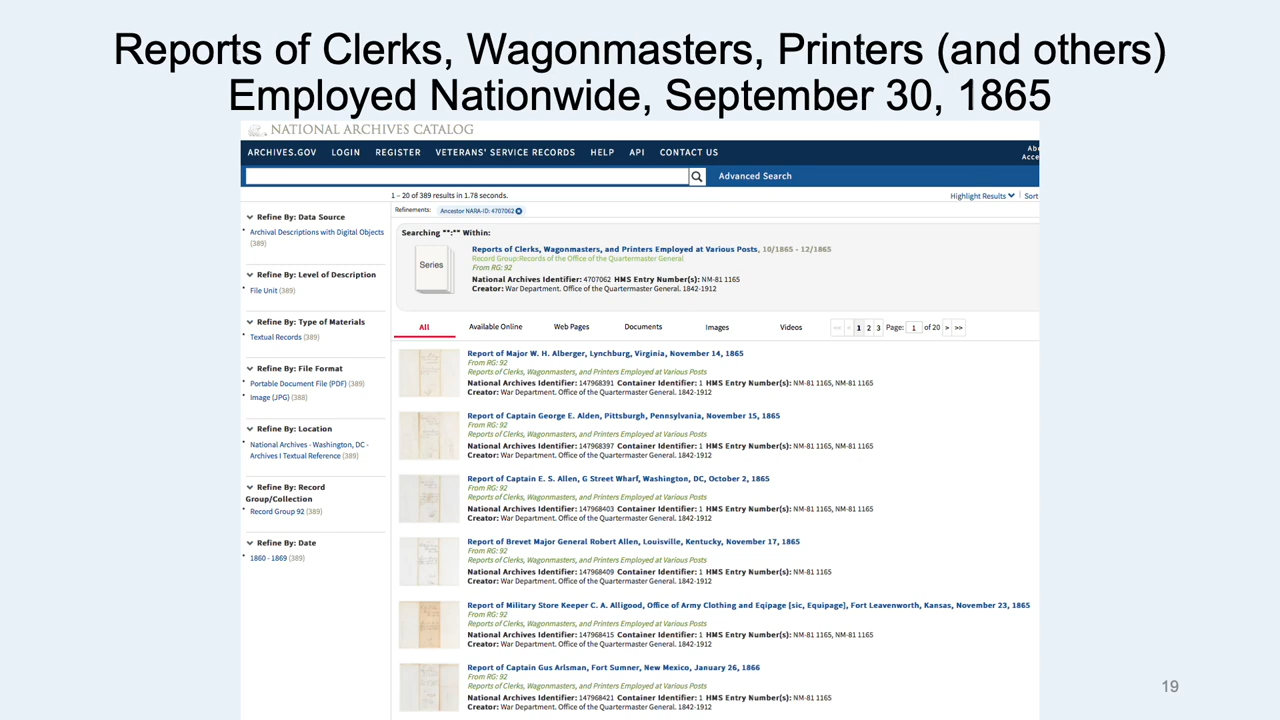 Reports of Clerks, Wagonmasters, Printers (and others)
Employed Nationwide, September 30, 1865
NATIONAL ARCHIVES CATALOG
ARCHIVES.GOV LOGIN REGISTER VETERANS' SERVICE RECORDS HELP API CONTACT US
Advanced Search
1 – 20 of 389 results in 1.78 seconds.
Highlight Results Sort
Refinements: Ancestor NARA-ID: 4707062
Refine By: Data Source
Archival Descriptions with Digital Objects
(389)
Refine By: Level of Description
File Unit (389)
Refine By: Type of Materials
Textual Records (389)
Refine By: File Format
Portable Document File (PDF) (389)
Image (JPG) (388)
Refine By: Location
National Archives - Washington, DC -
Archives I Textual Reference (389)
Refine By: Record
Group/Collection
Record Group 92 (389)
Refine By: Date
1860 - 1869 (389)
Searching "*:*" Within:
Series
Reports of Clerks, Wagonmasters, and Printers Employed at Various Posts, 10/1865 - 12/1865
Record Group:Records of the Office of the Quartermaster General
From RG: 92
National Archives Identifier: 4707062 HMS Entry Number(s): NM-81 1165
Creator: War Department. Office of the Quartermaster General. 1842-1912
All Available Online Web Pages Documents Images Videos << < 1 2 3 Page: 1 of 20 > >>
Report of Major W. H. Alberger, Lynchburg, Virginia, November 14, 1865
From RG: 92
Reports of Clerks, Wagonmasters, and Printers Employed at Various Posts
National Archives Identifier: 147968391 Container Identifier: 1 HMS Entry Number(s): NM-81 1165, NM-81 1165
Creator: War Department. Office of the Quartermaster General. 1842-1912
Report of Captain George E. Alden, Pittsburgh, Pennsylvania, November 15, 1865
From RG: 92
Reports of Clerks, Wagonmasters, and Printers Employed at Various Posts
National Archives Identifier: 147968397 Container Identifier: 1 HMS Entry Number(s): NM-81 1165, NM-81 1165
Creator: War Department. Office of the Quartermaster General. 1842-1912
Report of Captain E. S. Allen, G Street Wharf, Washington, DC, October 2, 1865
From RG: 92
Reports of Clerks, Wagonmasters, and Printers Employed at Various Posts
National Archives Identifier: 147968403 Container Identifier: 1 HMS Entry Number(s): NM-81 1165, NM-81 1165
Creator: War Department. Office of the Quartermaster General. 1842-1912
Report of Brevet Major General Robert Allen, Louisville, Kentucky, November 17, 1865
From RG: 92
Reports of Clerks, Wagonmasters, and Printers Employed at Various Posts
National Archives Identifier: 147968409 Container Identifier: 1 HMS Entry Number(s): NM-81 1165, NM-81 1165
Creator: War Department. Office of the Quartermaster General. 1842-1912
Report of Military Store Keeper C. A. Alligood, Office of Army Clothing and Eqipage [sic, Equipage], Fort Leavenworth, Kansas, November 23, 1865
From RG: 92
Reports of Clerks, Wagonmasters, and Printers Employed at Various Posts
National Archives Identifier: 147968415 Container Identifier: 1 HMS Entry Number(s): NM-81 1165, NM-81 1165
Creator: War Department. Office of the Quartermaster General. 1842-1912
Report of Captain Gus Arlsman, Fort Sumner, New Mexico, January 26, 1866
From RG: 92
Reports of Clerks, Wagonmasters, and Printers Employed at Various Posts
National Archives Identifier: 147968421 Container Identifier: 1 HMS Entry Number(s): NM-81 1165, NM-81 1165
Creator: War Department. Office of the Quartermaster General. 1842-1912
19